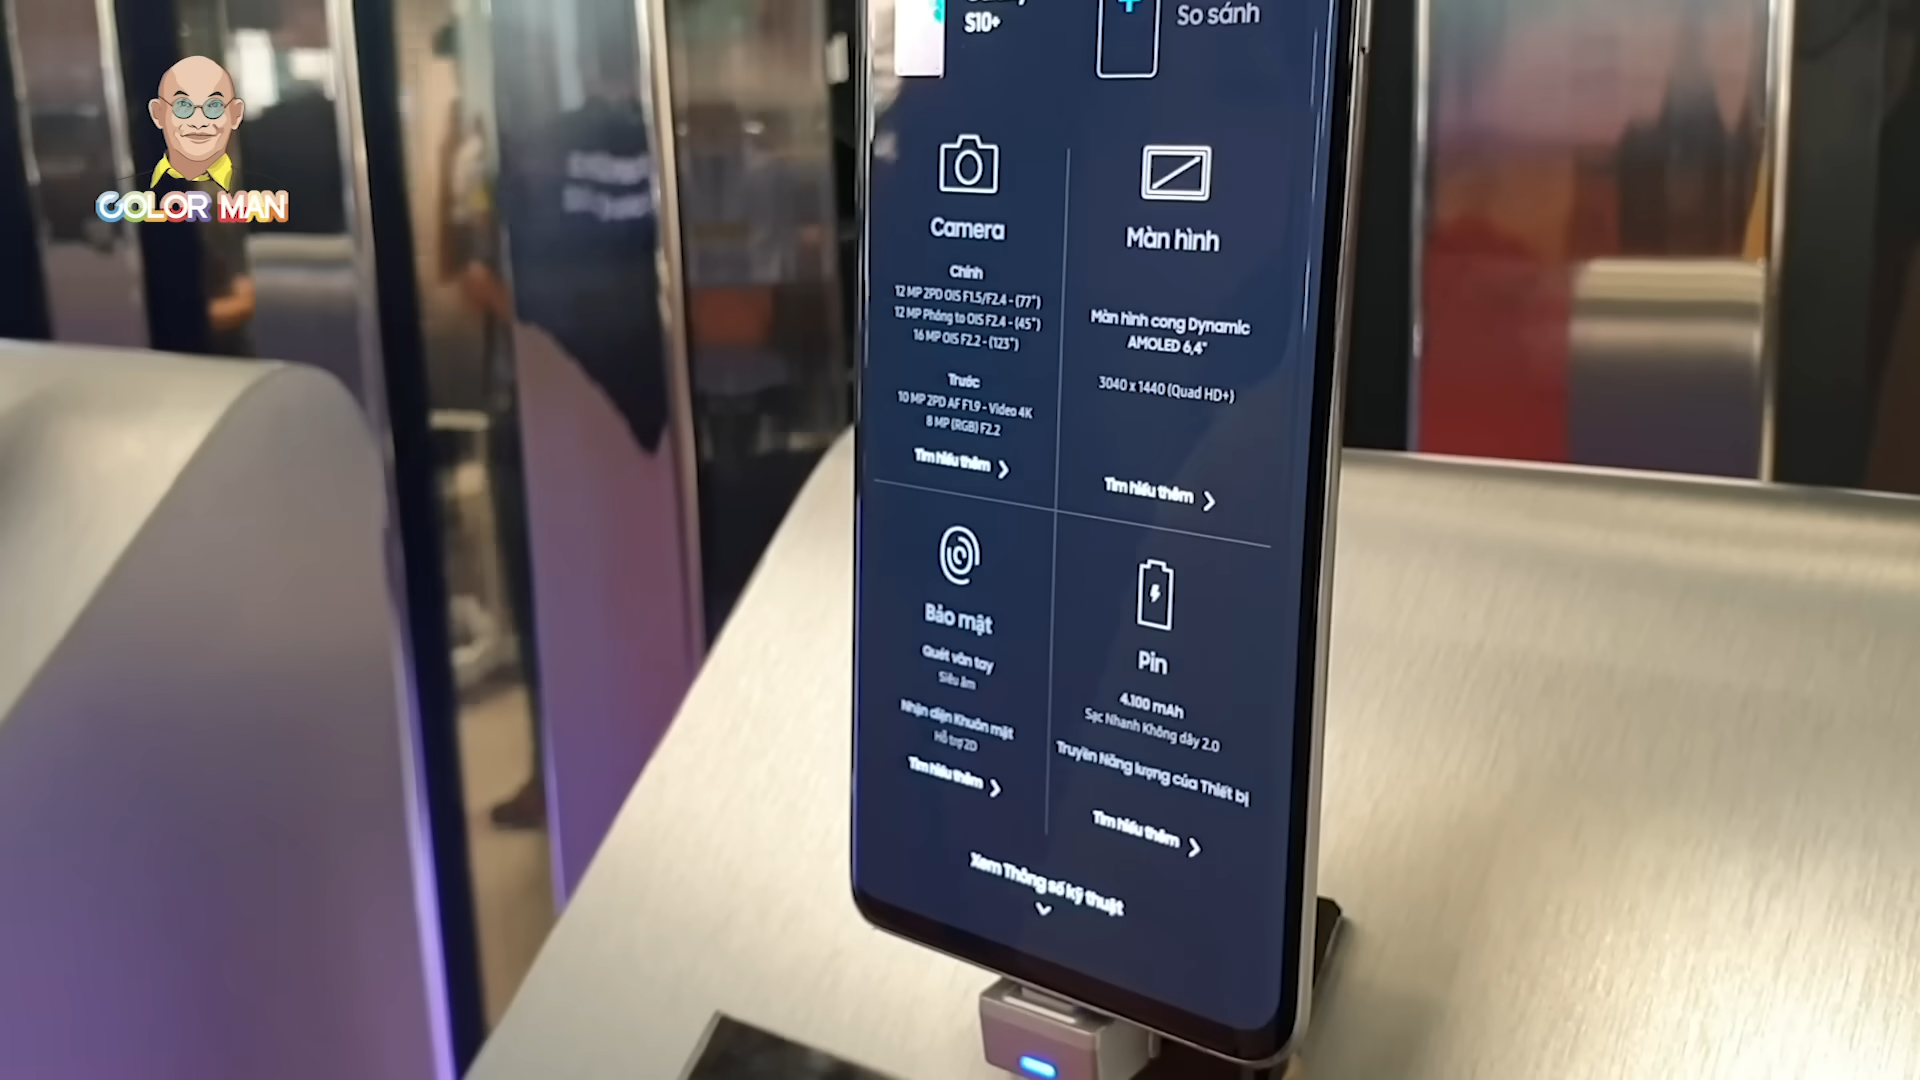 COLOR MAN
S10+
So sánh
Camera
Chính
12 MP 2PD OIS F1.5/F2.4 - (77°)
12 MP Phóng to OIS F2.4 - (45°)
16 MP OIS F2.2 - (123°)
Trước
10 MP 2PD AF F1.9 - Video 4K
8 MP (RGB) F2.2
Tìm hiểu thêm
Màn hình
Màn hình cong Dynamic
AMOLED 6,4"
3040 x 1440 (Quad HD+)
Tìm hiểu thêm
Bảo mật
Quét vân tay
Siêu âm
Nhận diện Khuôn mặt
Hỗ trợ 2D
Tìm hiểu thêm
Pin
4.100 mAh
Sạc Nhanh Không dây 2.0
Truyền Năng lượng của Thiết bị
Tìm hiểu thêm
Xem Thông số kỹ thuật